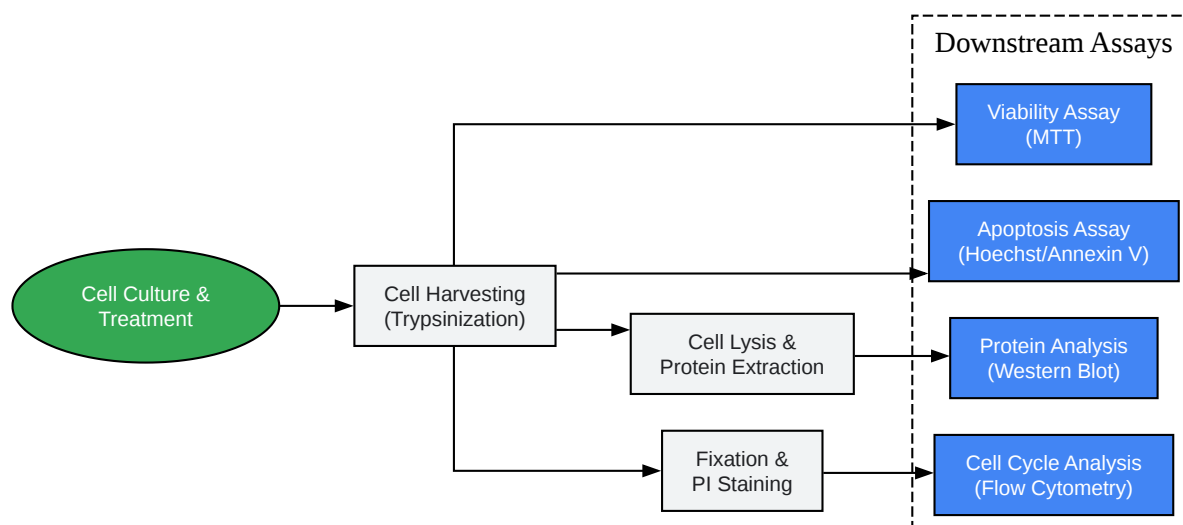 Downstream Assays
Viability Assay
(MTT)
Apoptosis Assay
(Hoechst/Annexin V)
Cell Culture &
Treatment
Cell Harvesting
(Trypsinization)
Cell Lysis &
Protein Extraction
Protein Analysis
(Western Blot)
Fixation &
PI Staining
Cell Cycle Analysis
(Flow Cytometry)